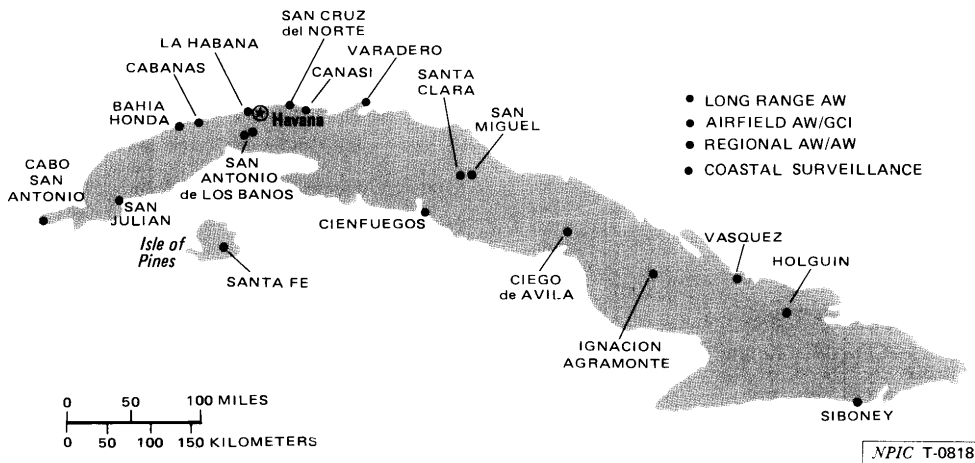 SAN CRUZ
del NORTE
LA HABANA
VARADERO
CABANAS
CANASI
SANTA
CLARA
BAHIA
HONDA
Havana
SAN
MIGUEL
LONG RANGE AW
AIRFIELD AW/GCI
REGIONAL AW/AW
COASTAL SURVEILLANCE
CABO
SAN
ANTONIO
SAN
JULIAN
SAN
ANTONIO
de LOS BANOS
CIENFUEGOS
Isle of
Pines
SANTA FE
CIEGO
de AVILA
VASQUEZ
HOLGUIN
IGNACION
AGRAMONTE
SIBONEY
0 50 100 MILES
0 50 100 150 KILOMETERS
NPIC T-0818